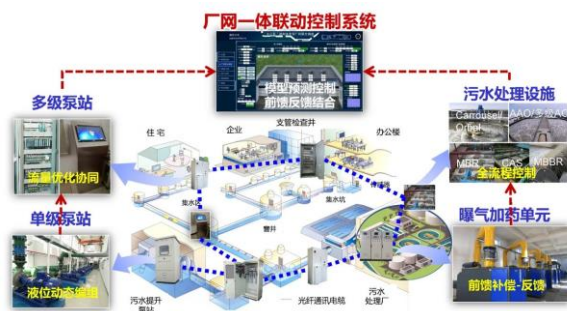 厂网一体联动控制系统
模型预测控制
前馈反馈结合
多级泵站
污水处理设施
支管检查井
住宅
企业
办公楼
Carrousel/
Orbal
AAO/多级AO
MBR
CAS
MBBR
流量优化协同
全流程控制
集水坑
集水坑
单级泵站
窨井
曝气加药单元
液位动态编组
前馈补偿-反馈
污水提升
泵站
光纤通讯电缆
污水
处理厂